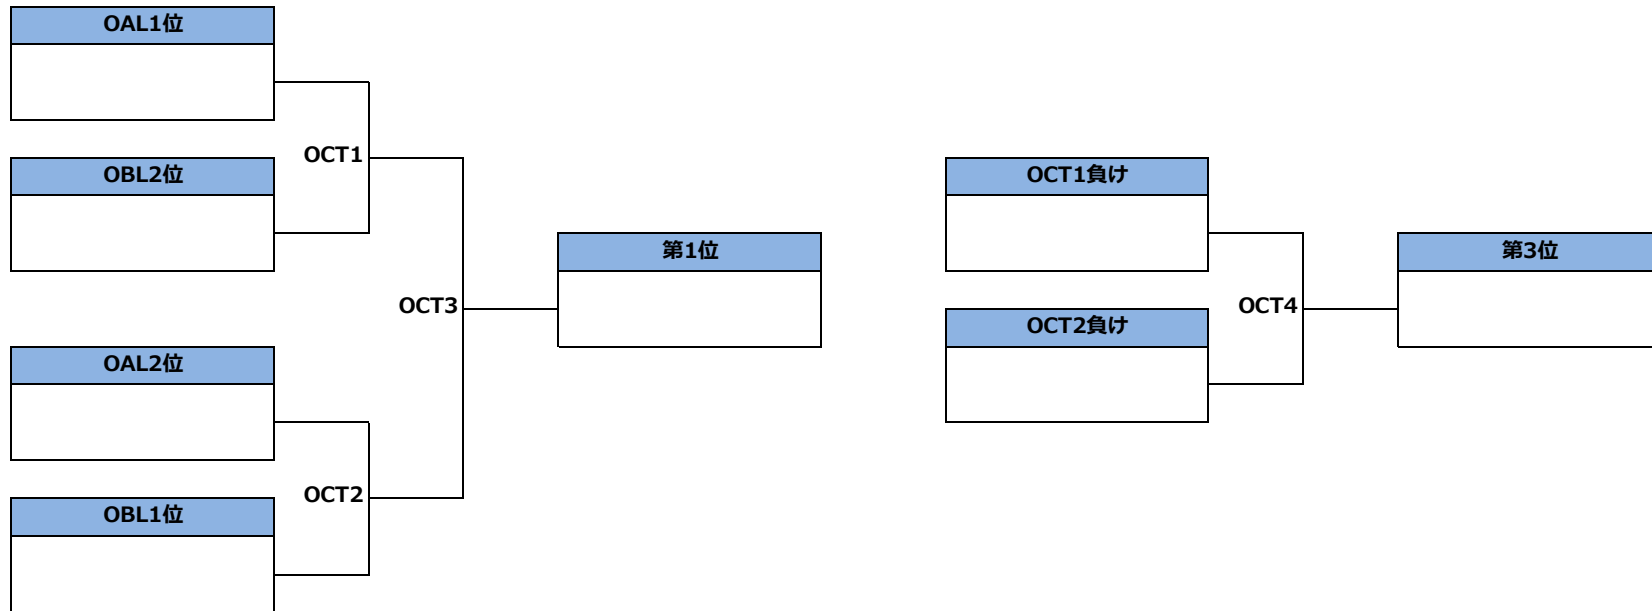 OAL1位
OCT1
OBL2位
第1位
OCT3
OAL2位
OCT2
OBL1位
OCT1負け
第3位
OCT4
OCT2負け